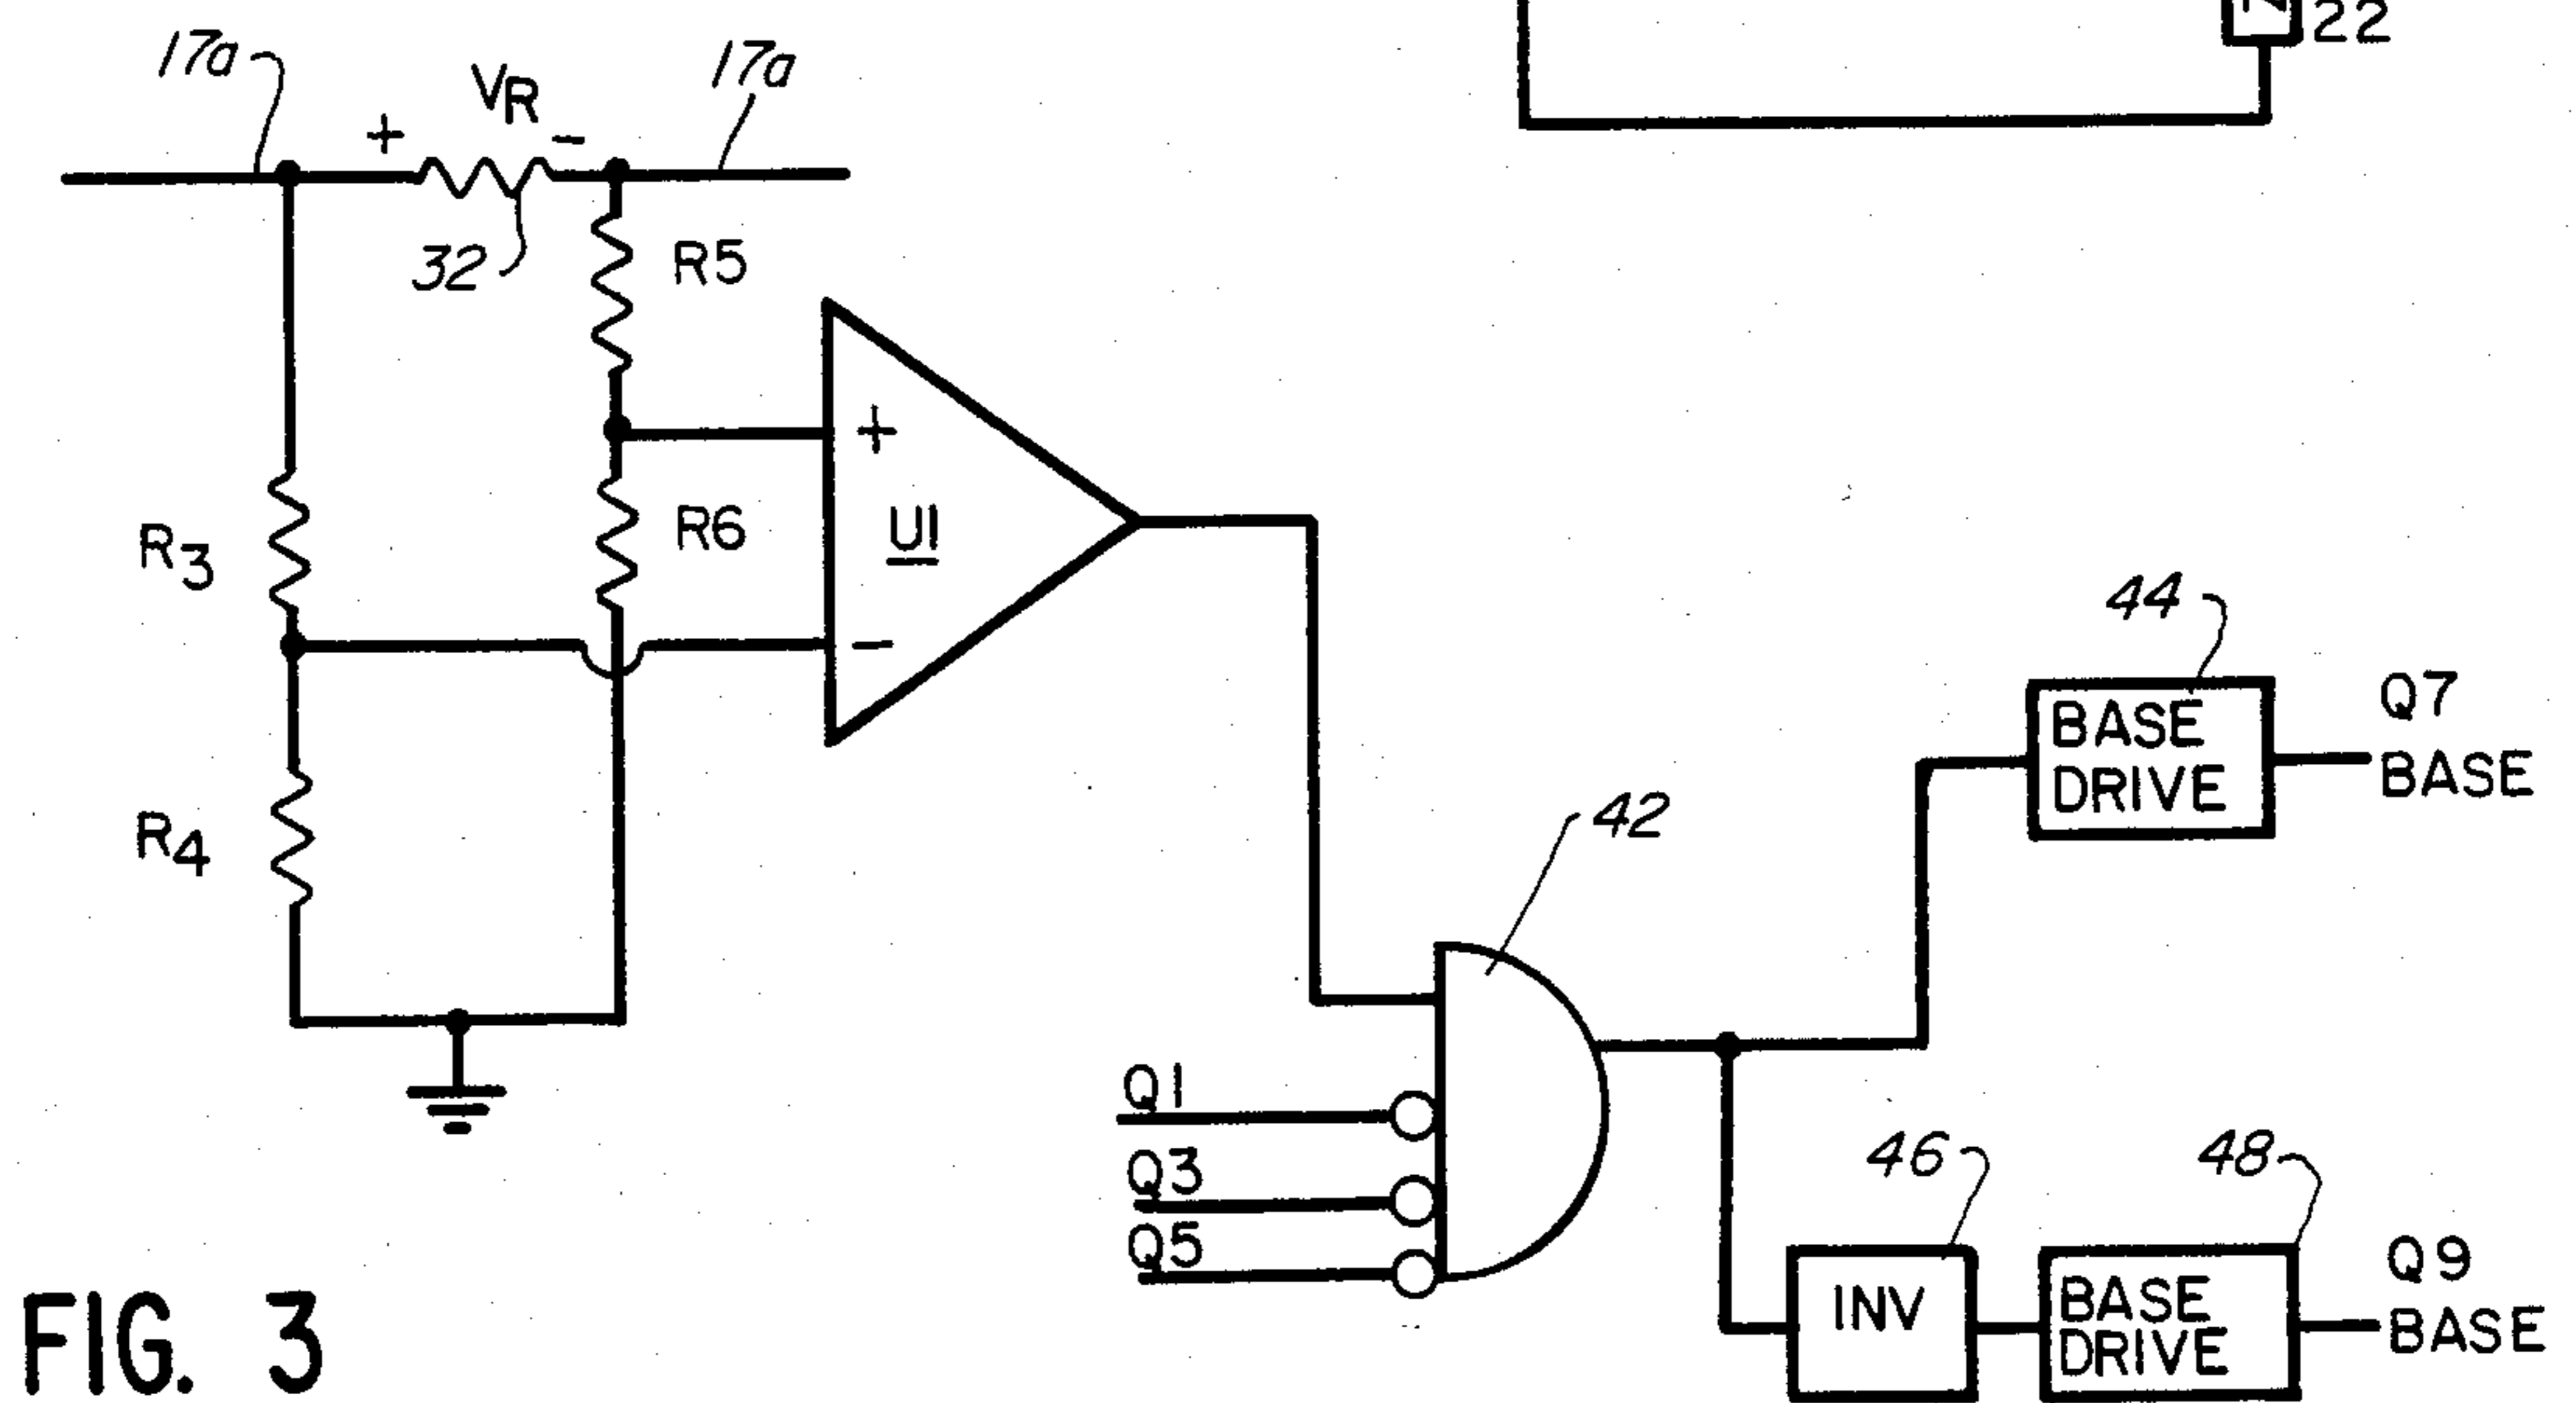 22
17a
VR
17a
+
-
32
R5
+
U1
R6
R3
-
44
Q7
BASE
DRIVE
BASE
42
R4
Q1
46
48
Q3
Q5
Q9
INV
BASE
DRIVE
BASE
FIG. 3